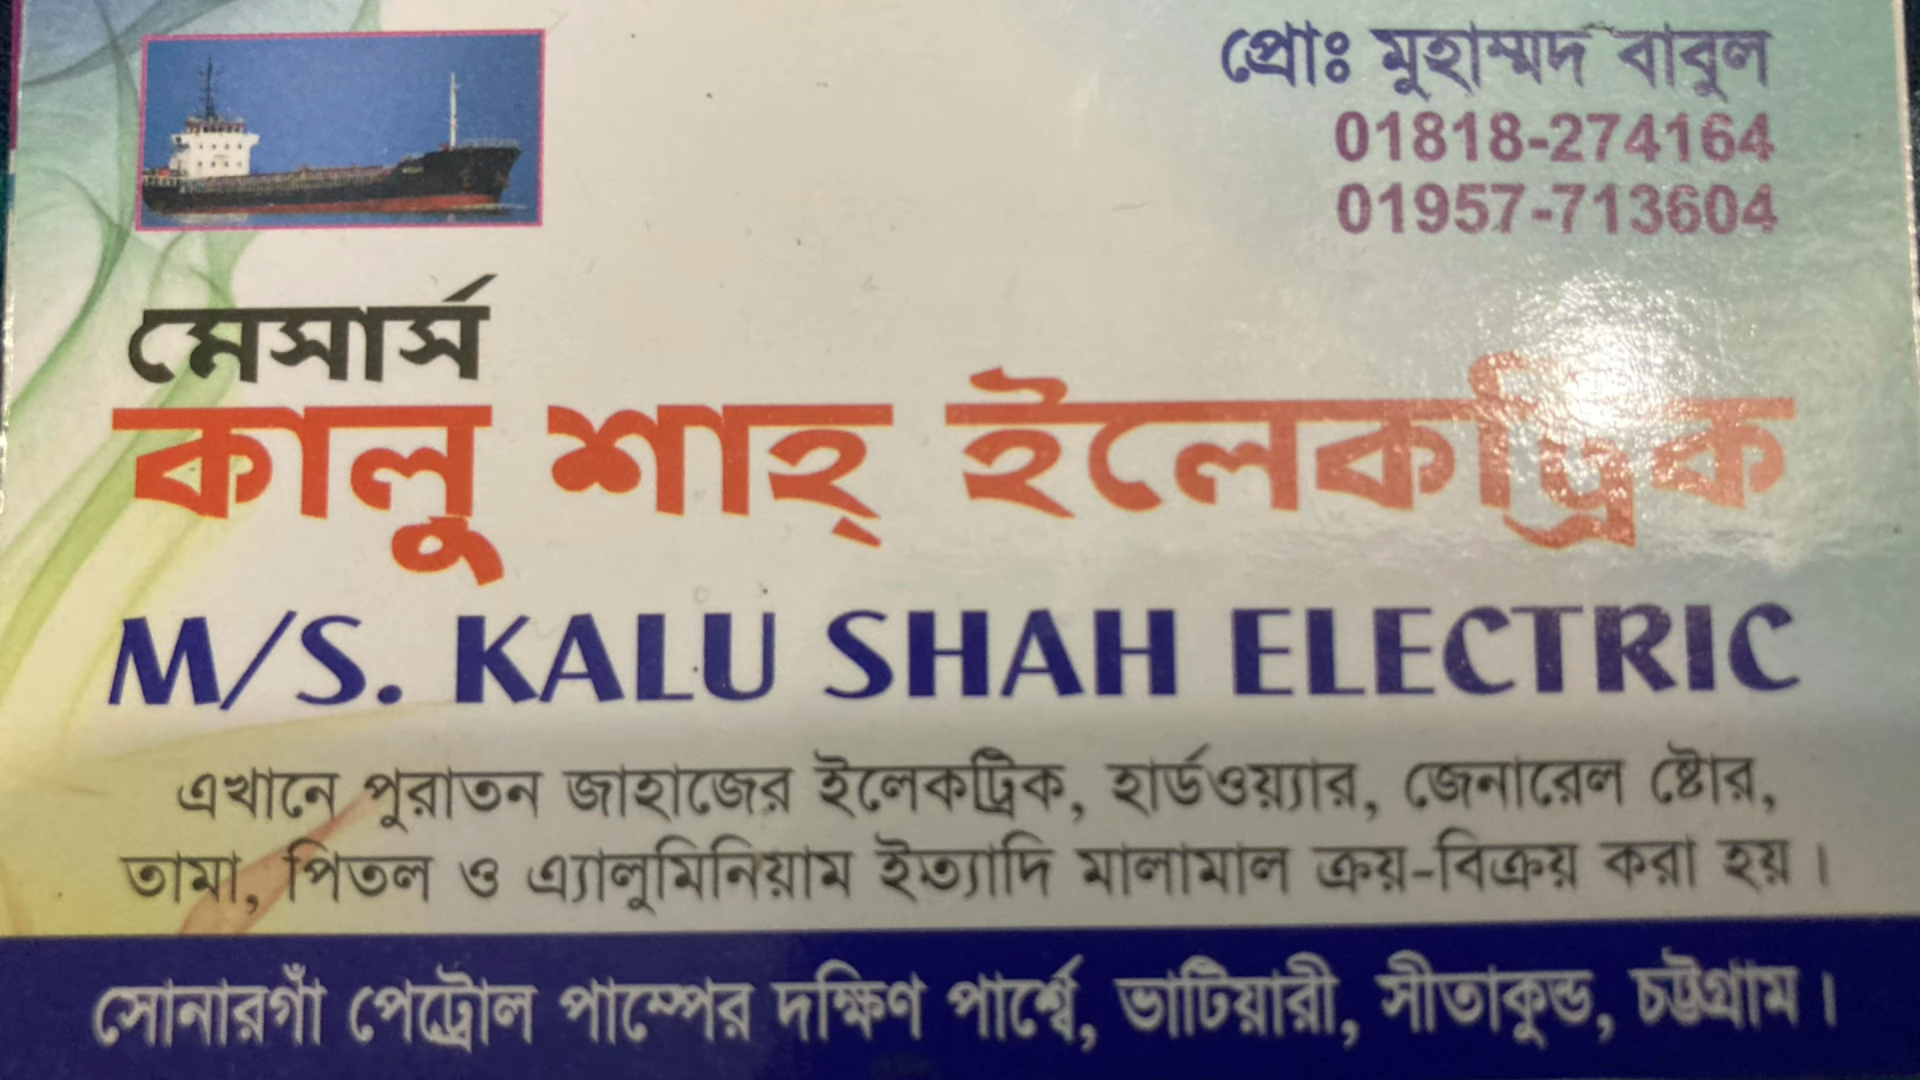 প্রোঃ মুহাম্মদ বাবুল
01818-274164
01957-713604
মেসার্স
কালু শাহ্ ইলেকট্রিক
M/S. KALU SHAH ELECTRIC
এখানে পুরাতন জাহাজের ইলেকট্রিক, হার্ডওয়্যার, জেনারেল ষ্টোর,
তামা, পিতল ও এ্যালুমিনিয়াম ইত্যাদি মালামাল ক্রয়-বিক্রয় করা হয়।
সোনারগাঁ পেট্রোল পাম্পের দক্ষিণ পার্শ্বে, ভাটিয়ারী, সীতাকুন্ড, চট্টগ্রাম।